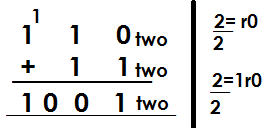 1
1 1 0 two
+ 1 1 two
1 0 0 1 two
2= r0
2
2=1r0
2